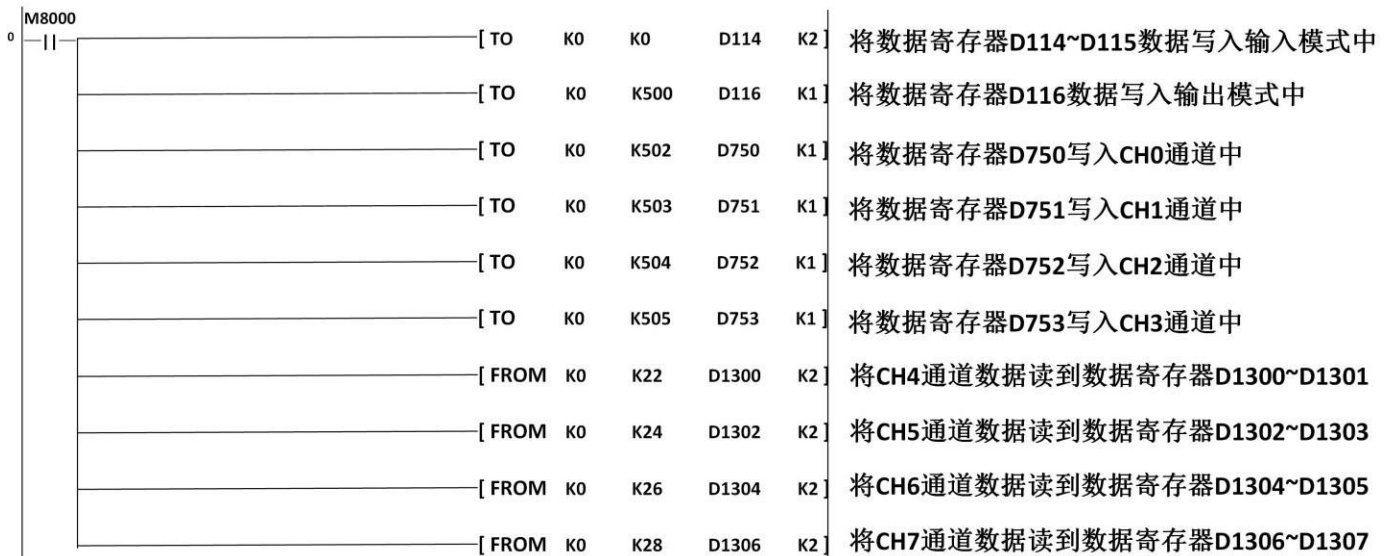 M8000
0 [ TO K0 K0 D114 K2 ] 将数据寄存器D114~D115数据写入输入模式中
[ TO K0 K500 D116 K1 ] 将数据寄存器D116数据写入输出模式中
[ TO K0 K502 D750 K1 ] 将数据寄存器D750写入CH0通道中
[ TO K0 K503 D751 K1 ] 将数据寄存器D751写入CH1通道中
[ TO K0 K504 D752 K1 ] 将数据寄存器D752写入CH2通道中
[ TO K0 K505 D753 K1 ] 将数据寄存器D753写入CH3通道中
[ FROM K0 K22 D1300 K2 ] 将CH4通道数据读到数据寄存器D1300~D1301
[ FROM K0 K24 D1302 K2 ] 将CH5通道数据读到数据寄存器D1302~D1303
[ FROM K0 K26 D1304 K2 ] 将CH6通道数据读到数据寄存器D1304~D1305
[ FROM K0 K28 D1306 K2 ] 将CH7通道数据读到数据寄存器D1306~D1307